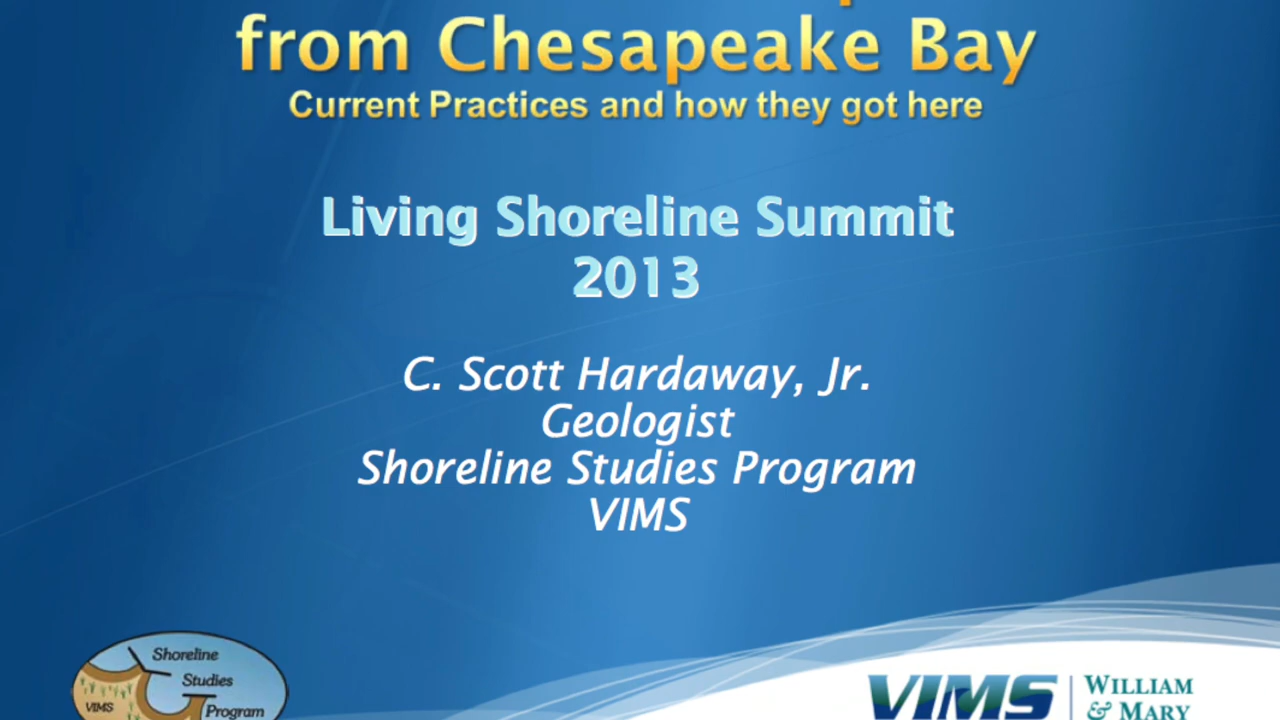 from Chesapeake Bay
Current Practices and how they got here
Living Shoreline Summit
2013
C. Scott Hardaway, Jr.
Geologist
Shoreline Studies Program
VIMS
Shoreline
Studies
VIMS
Program
VIMS
WILLIAM
& MARY